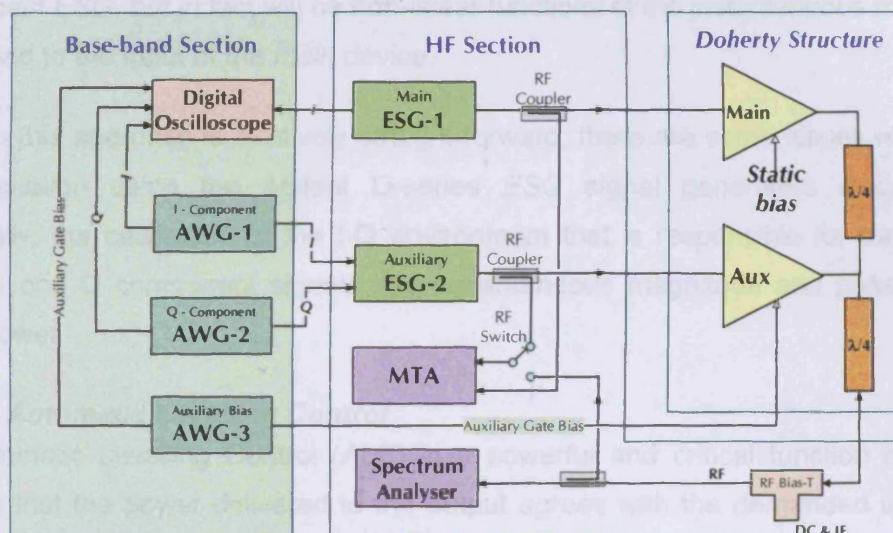 Base-band Section
HF Section
Doherty Structure
Digital
Oscilloscope
Main
ESG-1
RF
Coupler
Main
Static
bias
λ/4
I
I - Component
AWG-1
Auxiliary Gate Bias
Q
Q - Component
AWG-2
I
Q
Auxiliary
ESG-2
RF
Coupler
Aux
λ/4
RF
Switch
MTA
Auxiliary Bias
AWG-3
Auxiliary Gate Bias
Spectrum
Analyser
RF
RF Bias-T
DC & IF